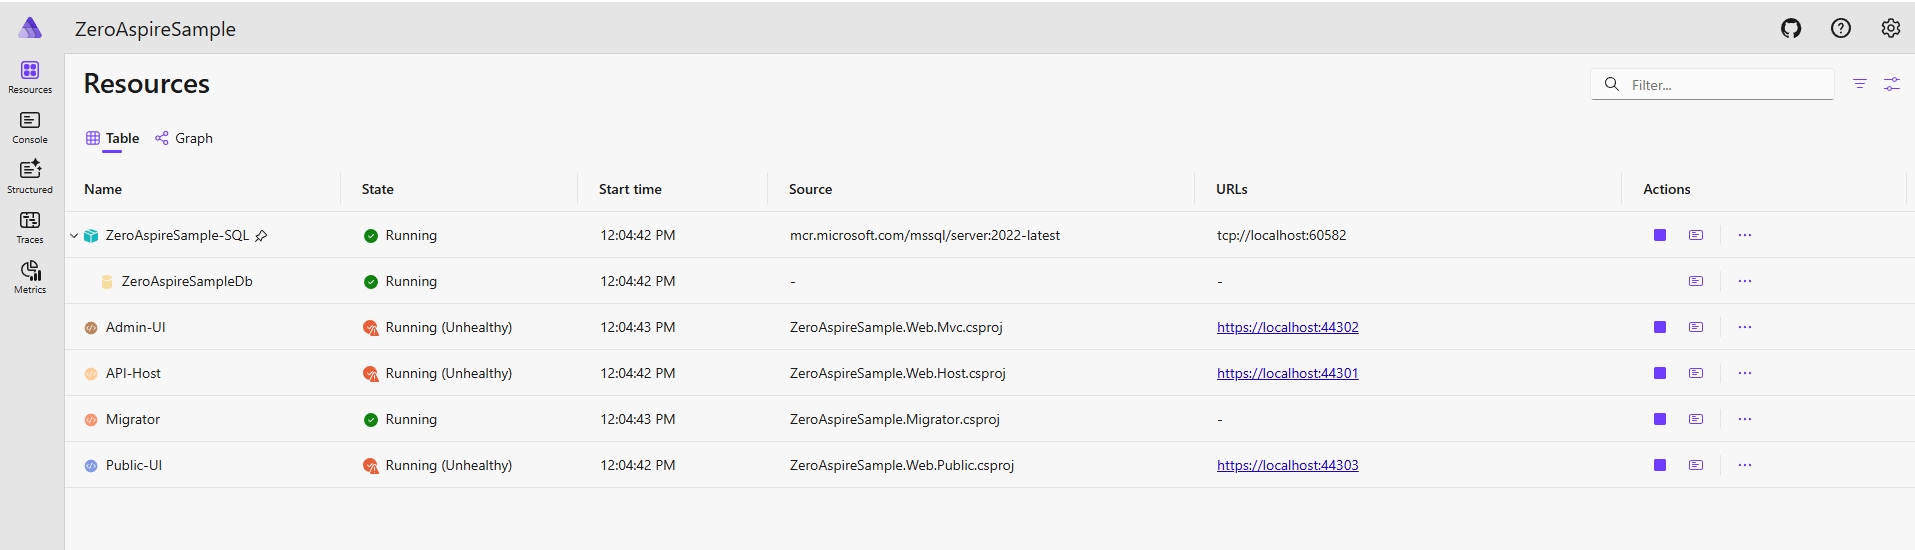 ZeroAspireSample
Resources
Console
Structured
Traces
Metrics
Resources
Filter...
Table Graph
Name State Start time Source URLs Actions
ZeroAspireSample-SQL Running 12:04:42 PM mcr.microsoft.com/mssql/server:2022-latest tcp://localhost:60582
ZeroAspireSampleDb Running 12:04:42 PM - -
Admin-UI Running (Unhealthy) 12:04:43 PM ZeroAspireSample.Web.Mvc.csproj https://localhost:44302
API-Host Running (Unhealthy) 12:04:42 PM ZeroAspireSample.Web.Host.csproj https://localhost:44301
Migrator Running 12:04:43 PM ZeroAspireSample.Migrator.csproj -
Public-UI Running (Unhealthy) 12:04:42 PM ZeroAspireSample.Web.Public.csproj https://localhost:44303